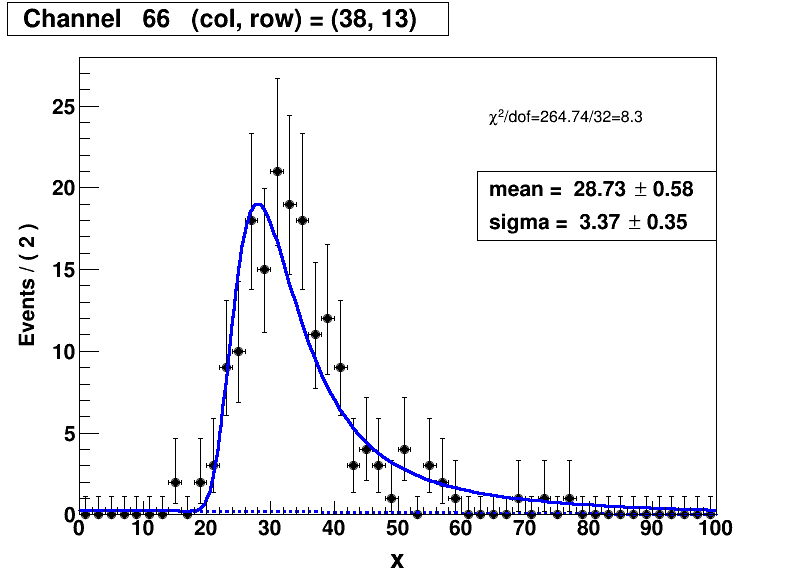 Channel 66 (col, row) = (38, 13)
χ²/dof=264.74/32=8.3
mean = 28.73 ± 0.58
sigma = 3.37 ± 0.35
Events / ( 2 )
25
20
15
10
5
0
0 10 20 30 40 50 60 70 80 90 100
x